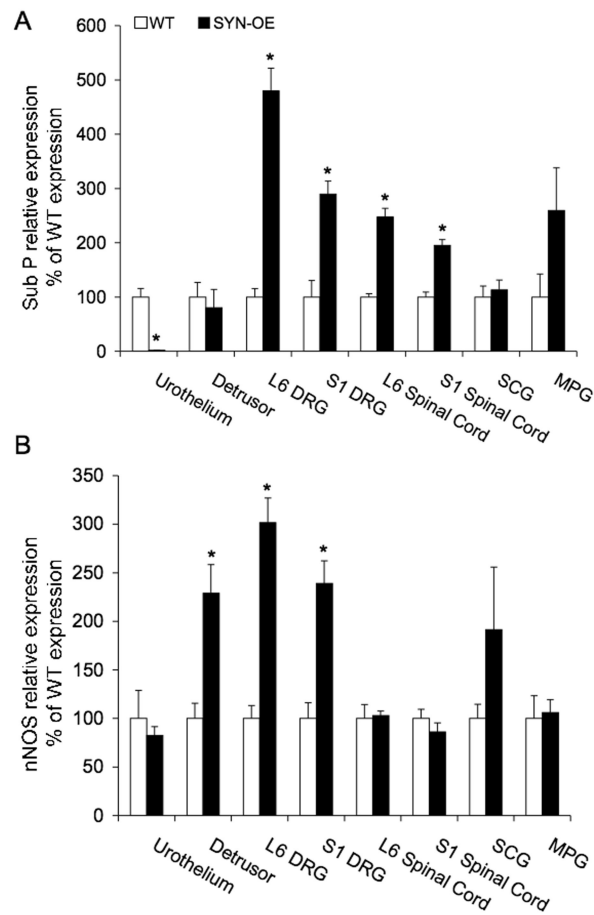 A
WT SYN-OE
Sub P relative expression
% of WT expression
600
500
400
300
200
100
0
*
*
*
*
*
Urothelium
Detrusor
L6 DRG
S1 DRG
L6 Spinal Cord
S1 Spinal Cord
SCG
MPG
B
nNOS relative expression
% of WT expression
350
300
250
200
150
100
50
0
*
*
*
Urothelium
Detrusor
L6 DRG
S1 DRG
L6 Spinal Cord
S1 Spinal Cord
SCG
MPG